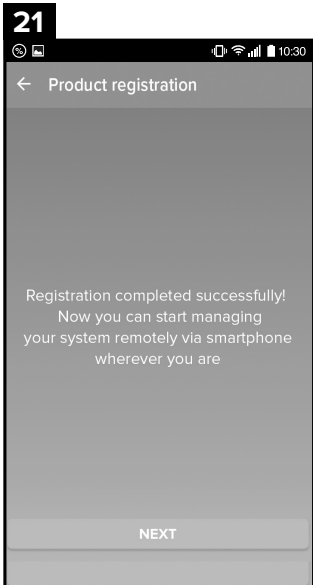 21
10:30
Product registration
Registration completed successfully!
Now you can start managing
your system remotely via smartphone
wherever you are
NEXT